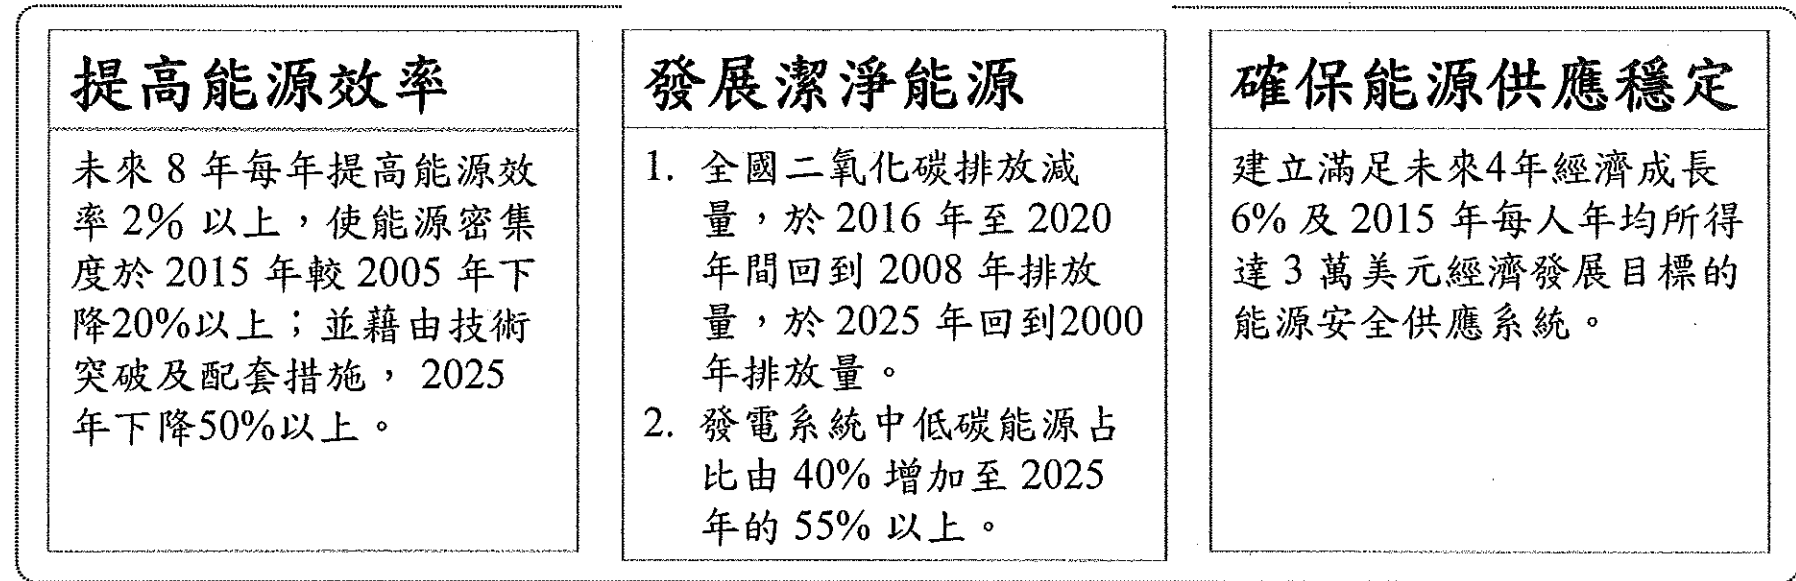 提高能源效率
未來 8 年每年提高能源效
率 2% 以上，使能源密集
度於 2015 年較 2005 年下
降20%以上；並藉由技術
突破及配套措施， 2025
年下降50%以上。
發展潔淨能源
1. 全國二氧化碳排放減
量，於 2016 年至 2020
年間回到 2008 年排放
量，於 2025 年回到2000
年排放量。
2. 發電系統中低碳能源占
比由 40% 增加至 2025
年的 55% 以上。
確保能源供應穩定
建立滿足未來4年經濟成長
6% 及 2015 年每人年均所得
達 3 萬美元經濟發展目標的
能源安全供應系統。